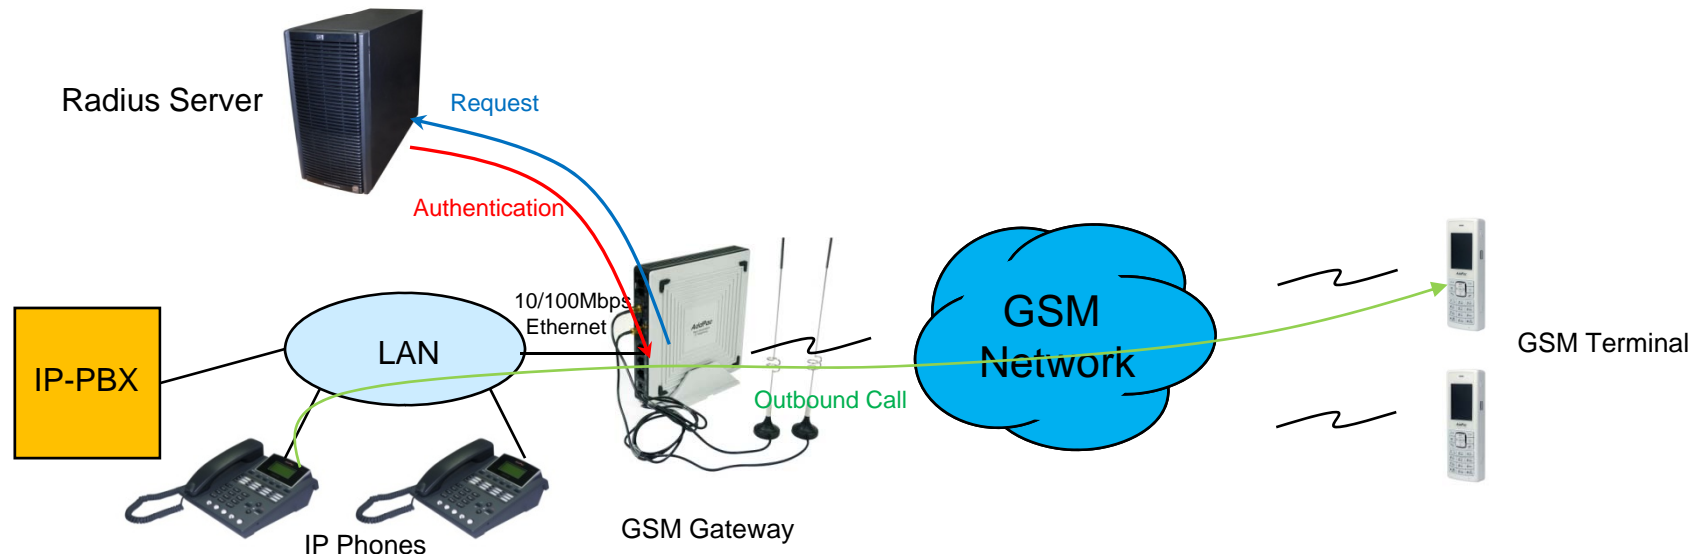 Radius Server
Request
Authentication
10/100Mbps
Ethernet
LAN
IP-PBX
AddPac
Outbound Call
GSM
Network
GSM Terminal
GSM Gateway
IP Phones